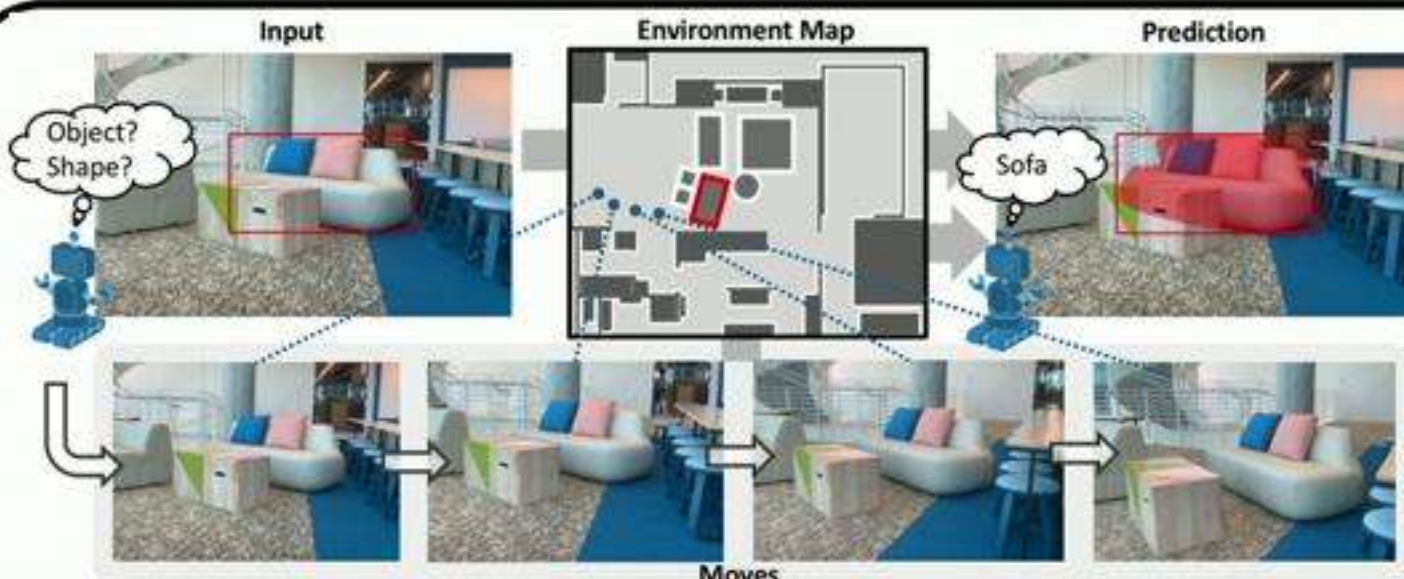 Input
Environment Map
Prediction
Object?
Shape?
Sofa
Moves